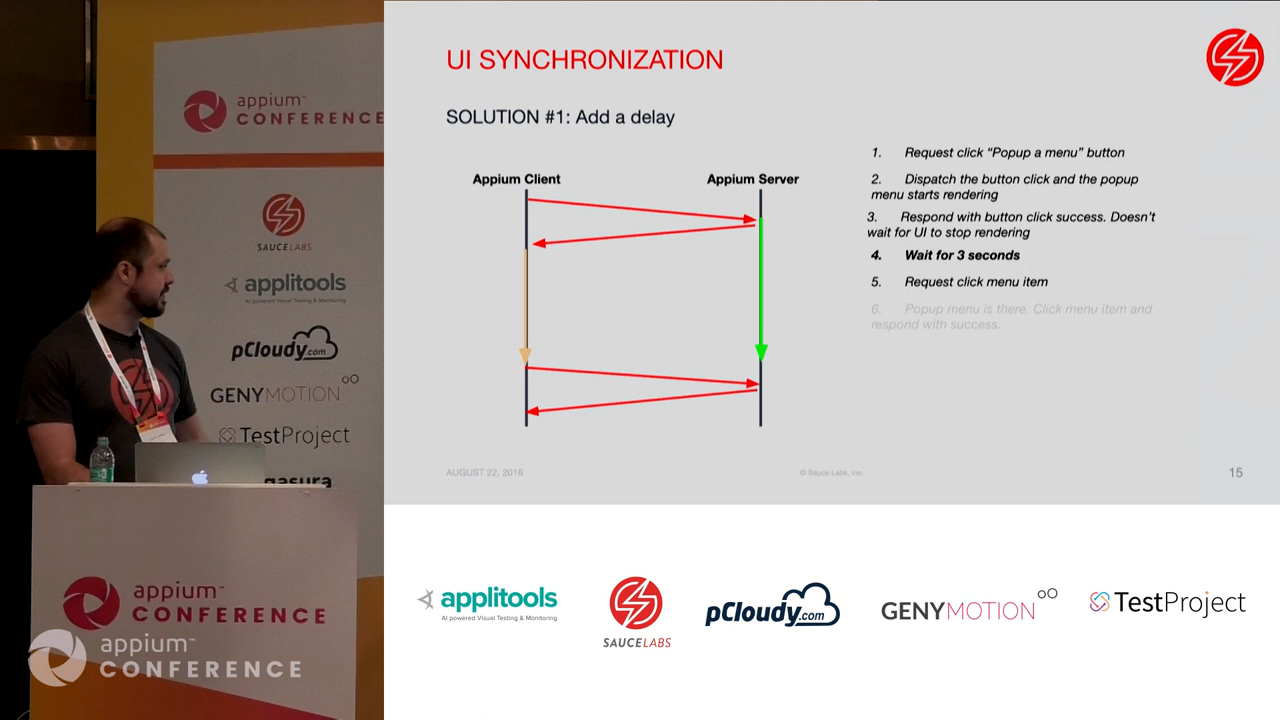 appium™
CONFERENCE
SAUCELABS
applitools
AI powered Visual Testing & Monitoring
pCloudy.com
GENYMOTION
TestProject
appium™
CONFERENCE
appium™
CONFERENCE
UI SYNCHRONIZATION
SOLUTION #1: Add a delay
Appium Client
Appium Server
1. Request click “Popup a menu” button
2. Dispatch the button click and the popup
menu starts rendering
3. Respond with button click success. Doesn’t
wait for UI to stop rendering
4. Wait for 3 seconds
5. Request click menu item
6. Popup menu is there. Click menu item and
respond with success.
AUGUST 22, 2016
© Sauce Labs, Inc.
15
applitools
AI powered Visual Testing & Monitoring
SAUCELABS
pCloudy.com
GENYMOTION
TestProject